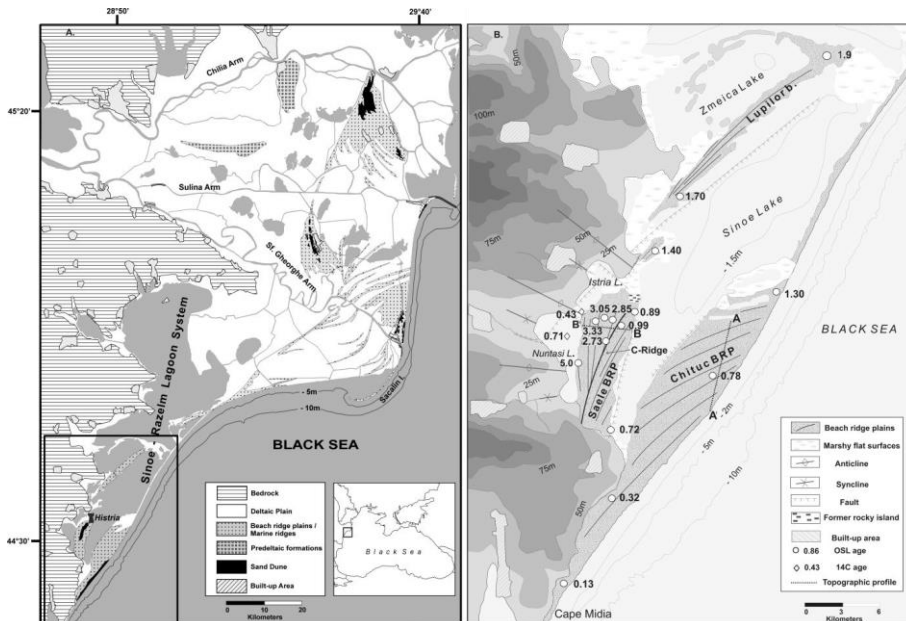 28°50'
29°40'
A.
Chilia Arm
45°20'
Sulina Arm
Sf. Gheorghe Arm
Sinoe - Razelm Lagoon System
Sacalin I.
- 5m
- 10m
BLACK SEA
Histria
44°30'
Bedrock
Deltaic Plain
Beach ridge plains /
Marine ridges
Predeltaic formations
Sand Dune
Built-up Area
0 10 20
Kilometers
Black Sea
B.
50m
1.9
Zmeica Lake
Lupilor b.
100m
1.70
Sinoe Lake
75m
50m
25m
1.40
- 1.5m
Istria L.
1.30
0.43
3.05
2.85
0.89
A
B
3.33
0.99
B
BLACK SEA
0.71
2.73
C-Ridge
Nuntasi L.
5.0
Chituc BRP
0.78
25m
Saele BRP
A
- 2m
- 5m
- 10m
0.72
75m
50m
0.32
0.13
Cape Midia
Beach ridge plains
Marshy flat surfaces
Anticline
Syncline
Fault
Former rocky island
Built-up area
0.86 OSL age
0.43 14C age
Topographic profile
0 3 6
Kilometers